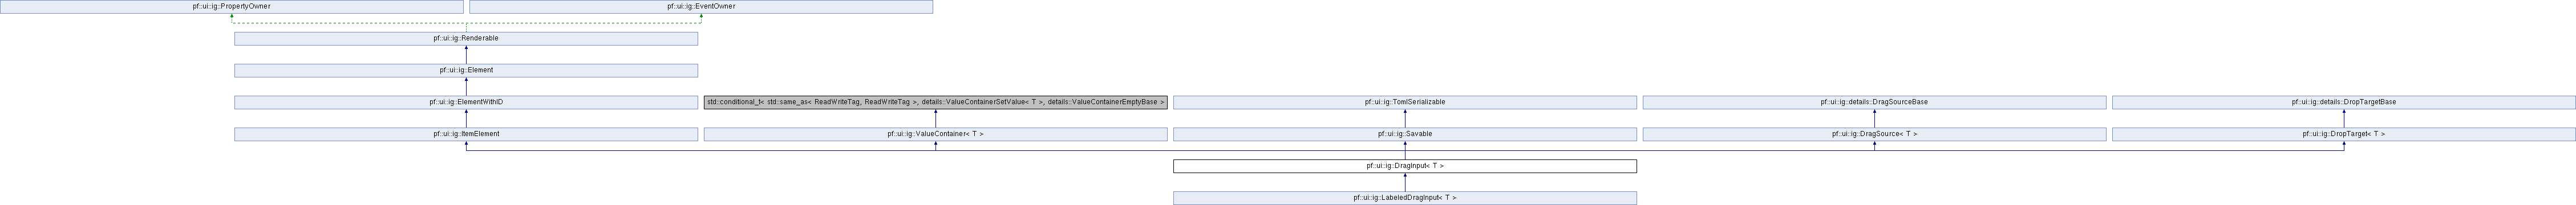 pf::ui::ig::PropertyOwner
pf::ui::ig::EventOwner
pf::ui::ig::Renderable
pf::ui::ig::Element
pf::ui::ig::ElementWithID
std::conditional_t< std::same_as< ReadWriteTag, ReadWriteTag >, details::ValueContainerSetValue< T >, details::ValueContainerEmptyBase >
pf::ui::ig::TomlSerializable
pf::ui::ig::details::DragSourceBase
pf::ui::ig::details::DropTargetBase
pf::ui::ig::ItemElement
pf::ui::ig::ValueContainer< T >
pf::ui::ig::Savable
pf::ui::ig::DragSource< T >
pf::ui::ig::DropTarget< T >
pf::ui::ig::DragInput< T >
pf::ui::ig::LabeledDragInput< T >